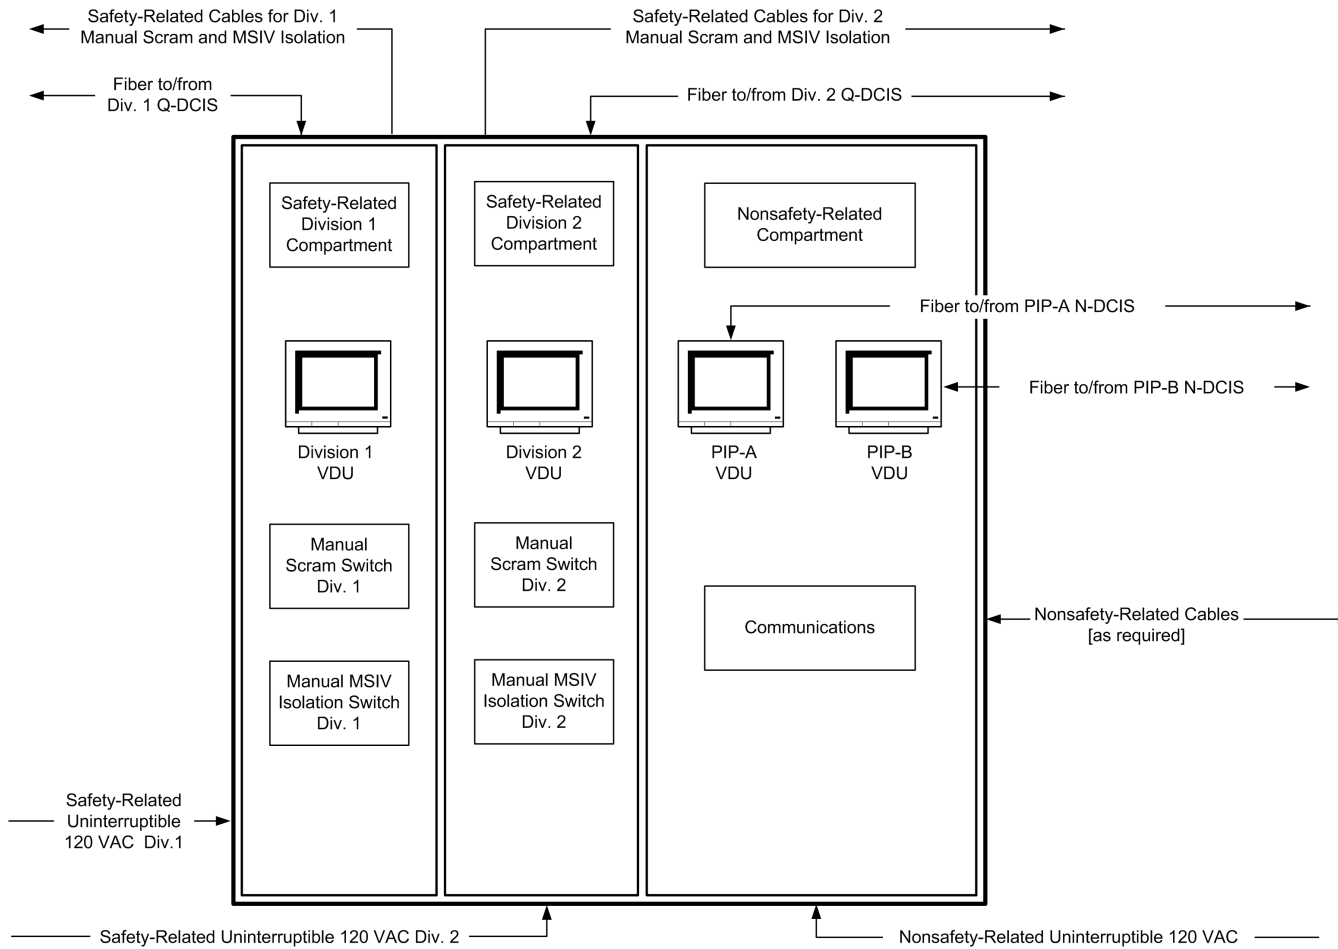 Safety-Related Cables for Div. 1
Manual Scram and MSIV Isolation
Safety-Related Cables for Div. 2
Manual Scram and MSIV Isolation
Fiber to/from
Div. 1 Q-DCIS
Fiber to/from Div. 2 Q-DCIS
Safety-Related
Division 1
Compartment
Safety-Related
Division 2
Compartment
Nonsafety-Related
Compartment
Fiber to/from PIP-A N-DCIS
Fiber to/from PIP-B N-DCIS
Division 1
VDU
Division 2
VDU
PIP-A
VDU
PIP-B
VDU
Manual
Scram Switch
Div. 1
Manual
Scram Switch
Div. 2
Communications
Nonsafety-Related Cables
[as required]
Manual MSIV
Isolation Switch
Div. 1
Manual MSIV
Isolation Switch
Div. 2
Safety-Related
Uninterruptible
120 VAC Div.1
Safety-Related Uninterruptible 120 VAC Div. 2
Nonsafety-Related Uninterruptible 120 VAC